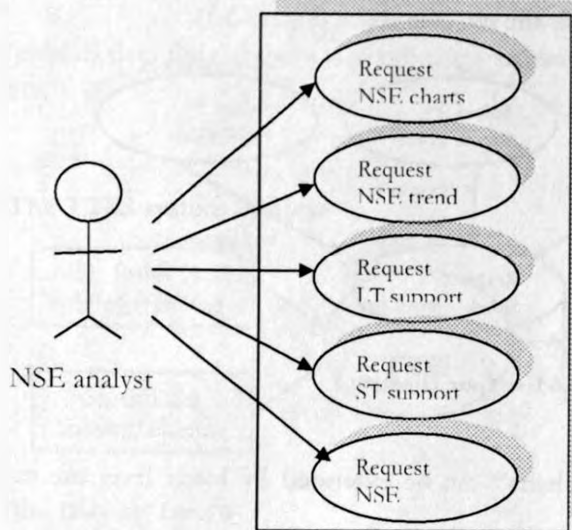 Request
NSE charts
Request
NSE trend
Request
LT support
Request
ST support
Request
NSE
NSE analyst